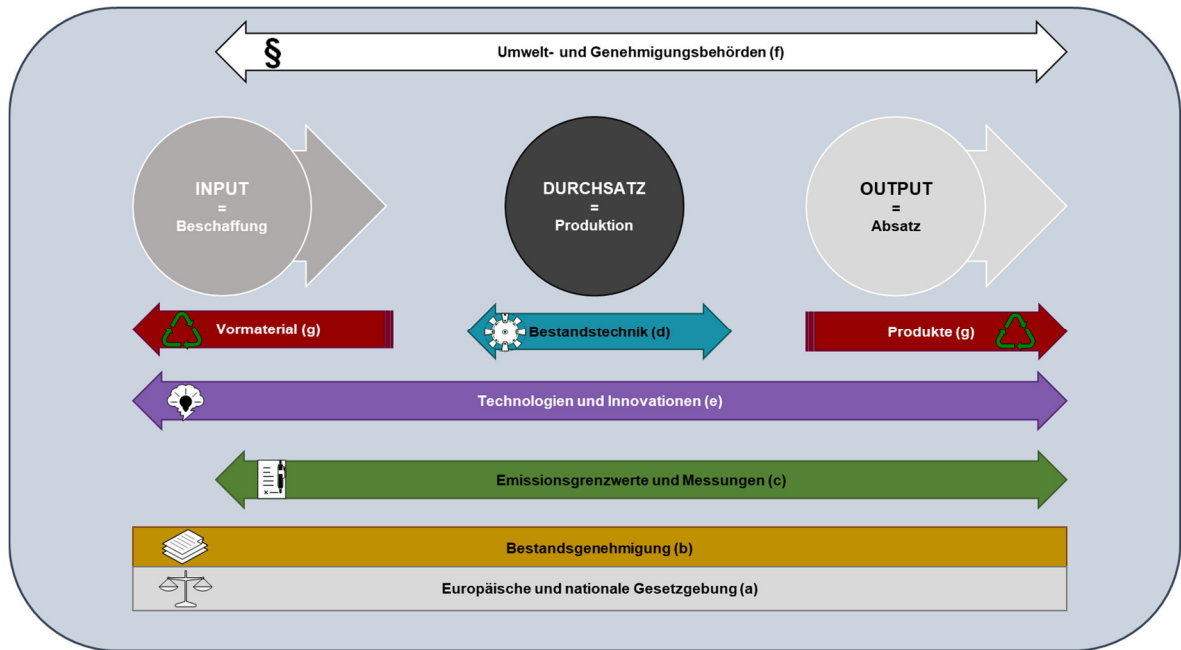 § Umwelt- und Genehmigungsbehörden (f)
INPUT
=
Beschaffung
DURCHSATZ
=
Produktion
OUTPUT
=
Absatz
Vormaterial (g)
Bestandstechnik (d)
Produkte (g)
Technologien und Innovationen (e)
Emissionsgrenzwerte und Messungen (c)
Bestandsgenehmigung (b)
Europäische und nationale Gesetzgebung (a)